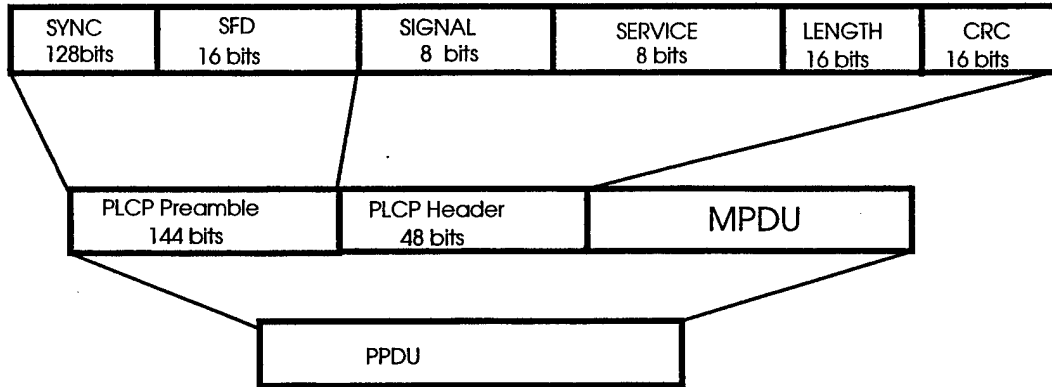 SYNC
128bits
SFD
16 bits
SIGNAL
8 bits
SERVICE
8 bits
LENGTH
16 bits
CRC
16 bits
PLCP Preamble
144 bits
PLCP Header
48 bits
MPDU
PPDU